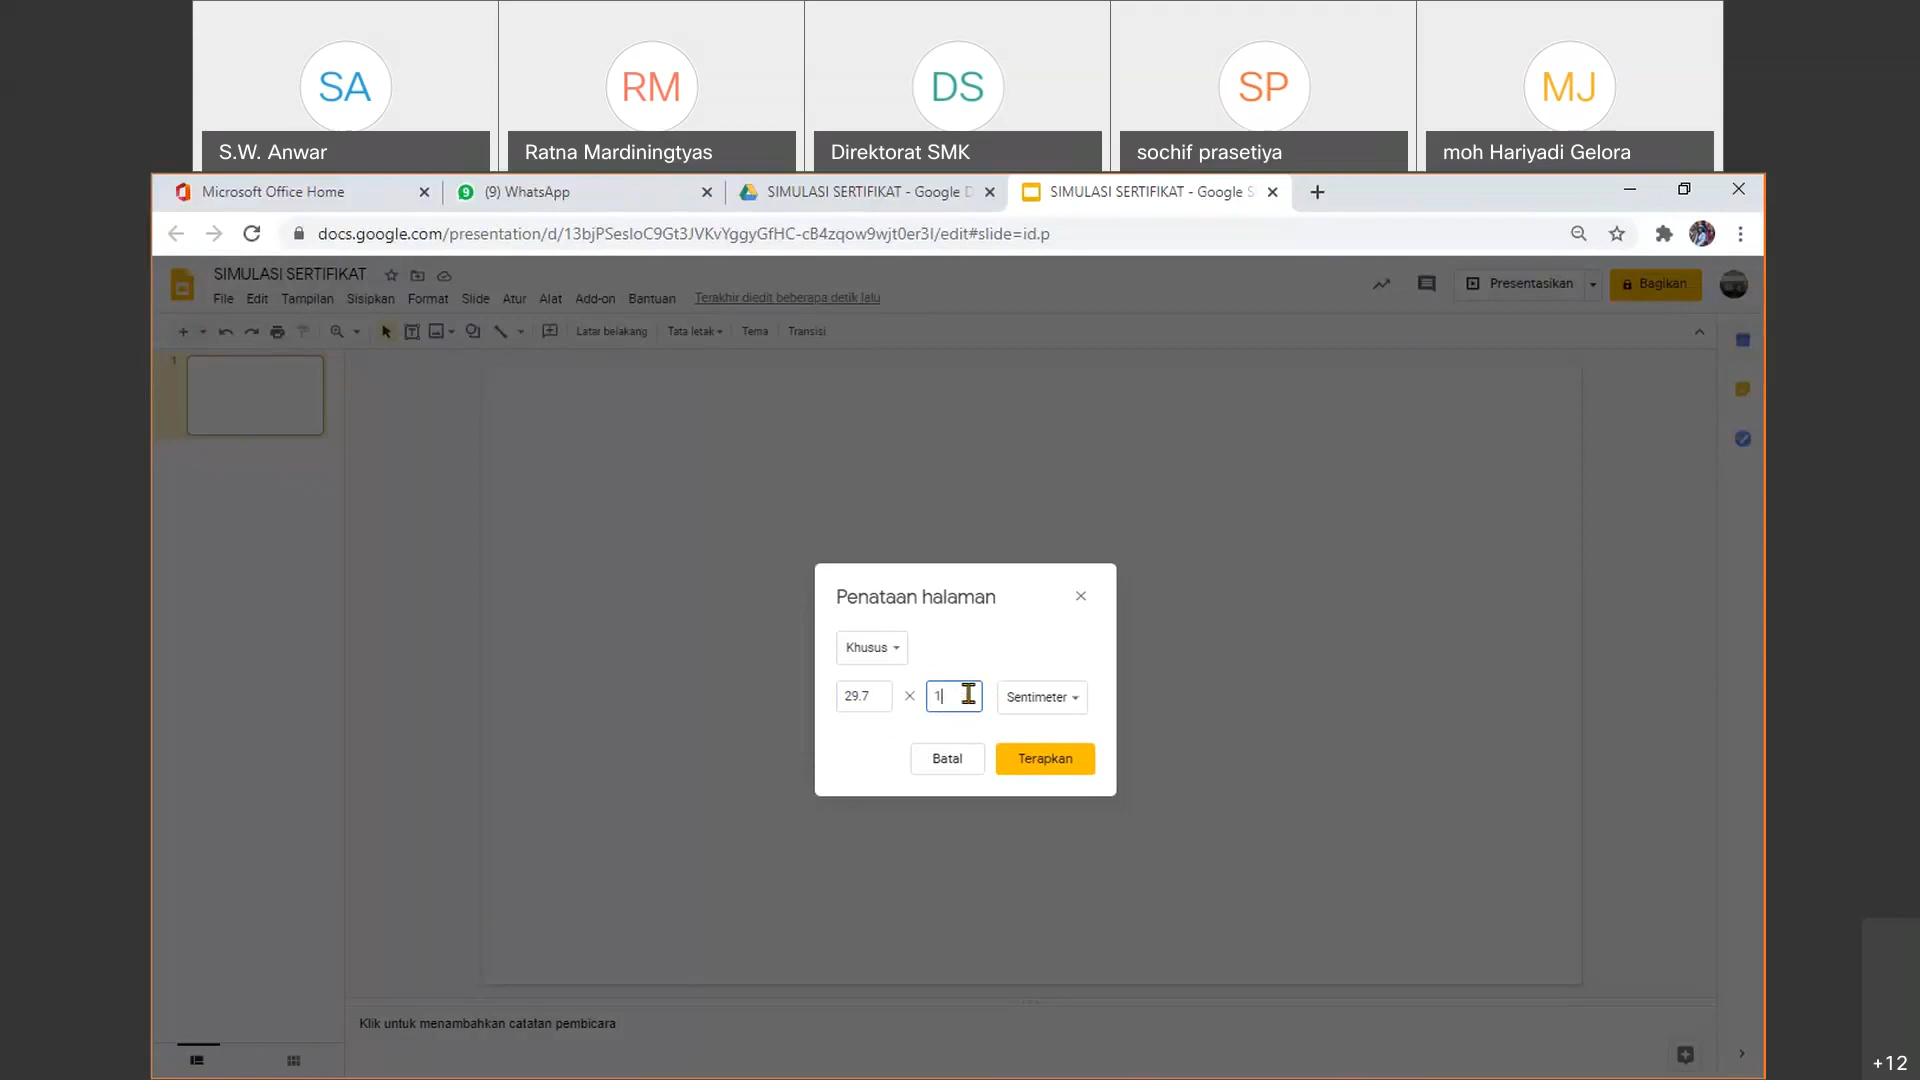 SA
RM
DS
SP
MJ
S.W. Anwar
Ratna Mardiningtyas
Direktorat SMK
sochif prasetiya
moh Hariyadi Gelora
Microsoft Office Home
9 (9) WhatsApp
SIMULASI SERTIFIKAT - Google D
SIMULASI SERTIFIKAT - Google S
docs.google.com/presentation/d/13bjPSesIoC9Gt3JVKvYggyGfHC-cB4zqow9wjt0er3I/edit#slide=id.p
SIMULASI SERTIFIKAT
File Edit Tampilan Sisipkan Format Slide Atur Alat Add-on Bantuan Terakhir diedit beberapa detik lalu
Presentasikan
Bagikan
Latar belakang Tata letak Tema Transisi
1
Penataan halaman
Khusus
29.7 × 1 Sentimeter
Batal
Terapkan
Klik untuk menambahkan catatan pembicara
+12